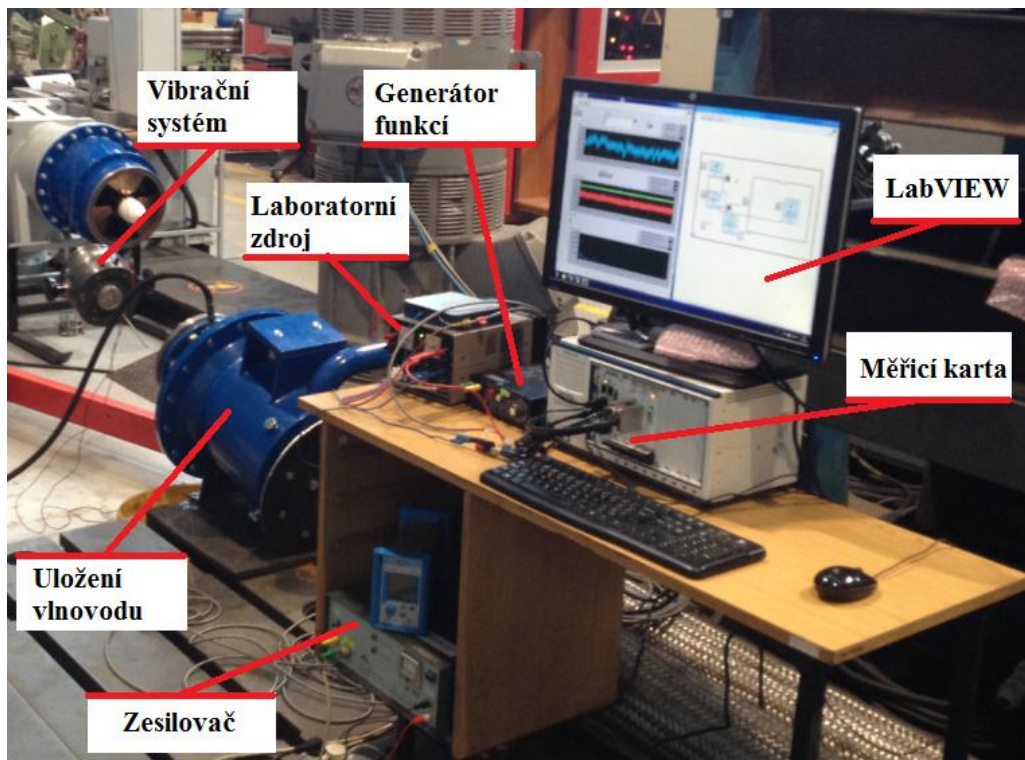 Vibrační
systém
Generátor
funkcí
Laboratorní
zdroj
LabVIEW
Měřicí karta
Uložení
vlnovodu
Zesilovač